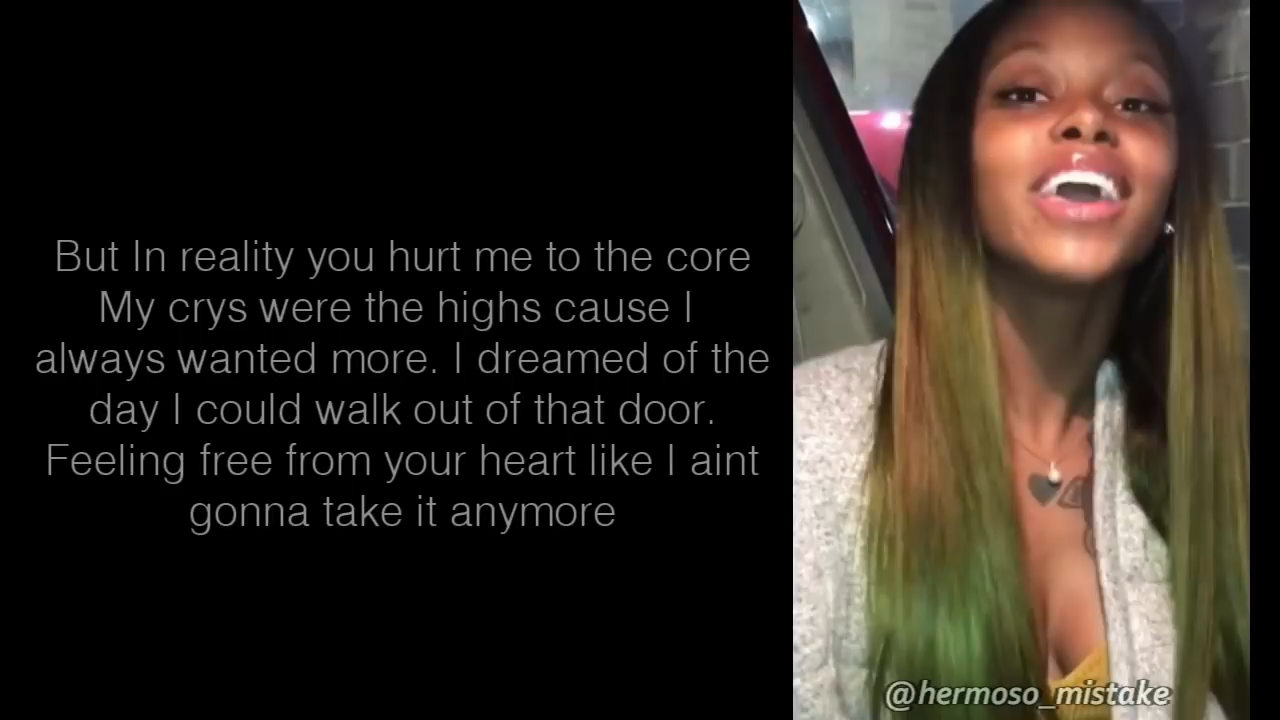 But In reality you hurt me to the core
My crys were the highs cause I
always wanted more. I dreamed of the
day I could walk out of that door.
Feeling free from your heart like I aint
gonna take it anymore
@hermoso_mistake